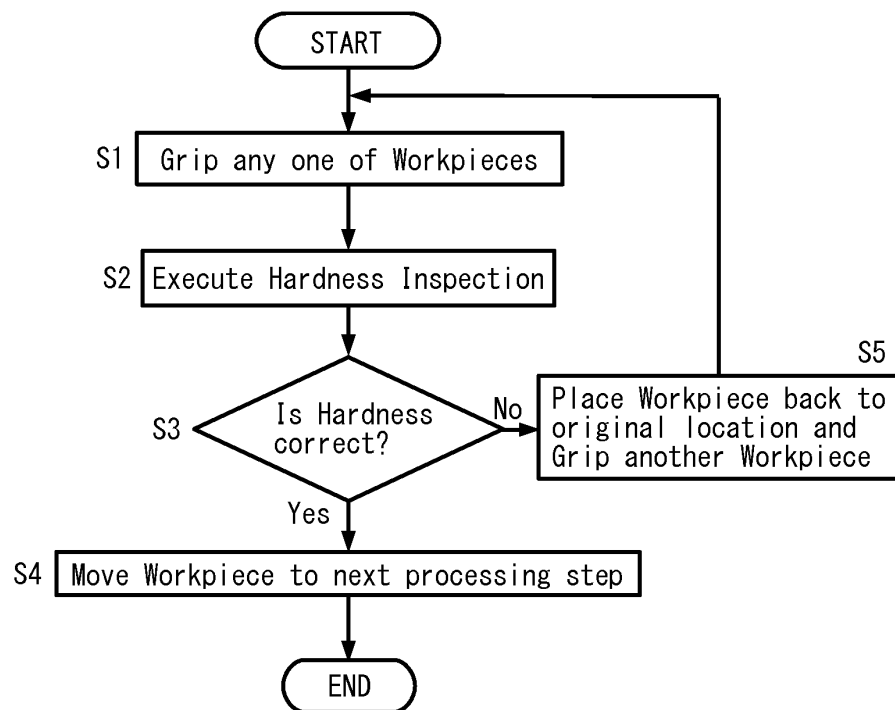 START
S1
Grip any one of Workpieces
S2
Execute Hardness Inspection
S3
Is Hardness
correct?
No
S5
Place Workpiece back to
original location and
Grip another Workpiece
Yes
S4
Move Workpiece to next processing step
END